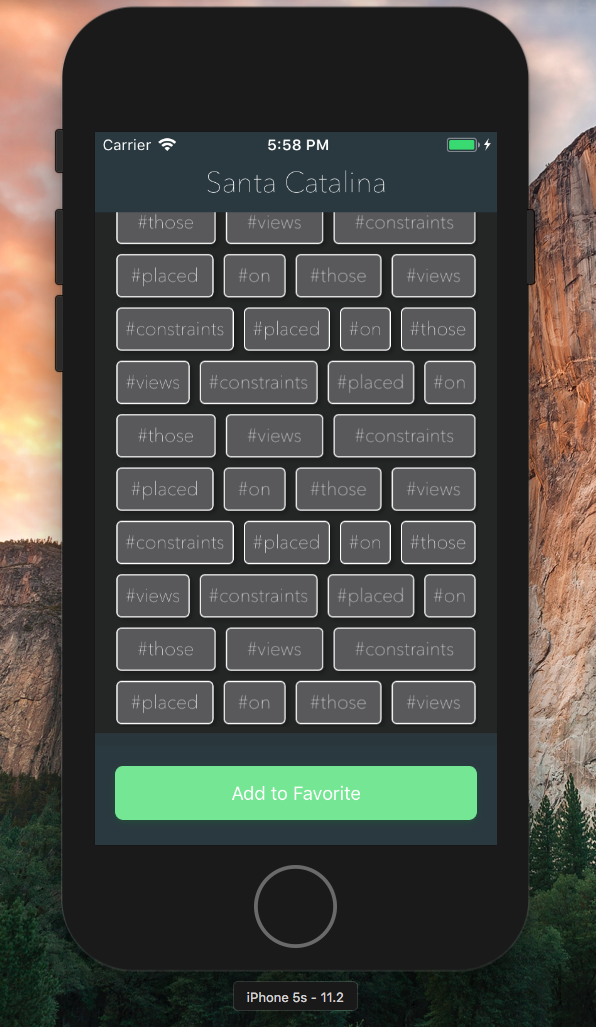 Carrier 5:58 PM
Santa Catalina
#those #views #constraints
#placed #on #those #views
#constraints #placed #on #those
#views #constraints #placed #on
#those #views #constraints
#placed #on #those #views
#constraints #placed #on #those
#views #constraints #placed #on
#those #views #constraints
#placed #on #those #views
Add to Favorite
iPhone 5s - 11.2